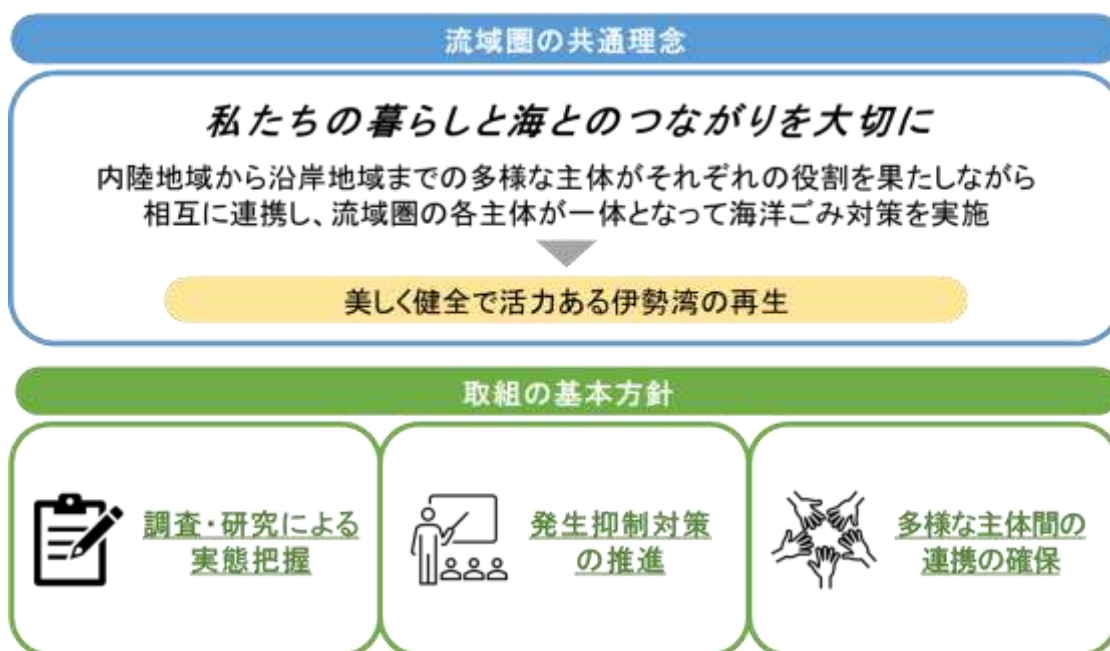 流域圏の共通理念
私たちの暮らしと海とのつながりを大切に
内陸地域から沿岸地域までの多様な主体がそれぞれの役割を果たしながら
相互に連携し、流域圏の各主体が一体となって海洋ごみ対策を実施
美しく健全で活力ある伊勢湾の再生
取組の基本方針
調査・研究による
実態把握
発生抑制対策
の推進
多様な主体間の
連携の確保